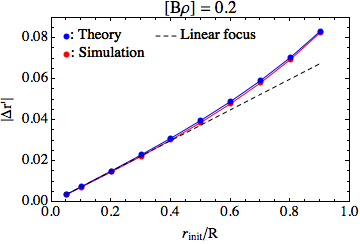 [Bρ] = 0.2
: Theory
Linear focus
: Simulation
|Δr'|
0.08
0.06
0.04
0.02
0.00
0.0 0.2 0.4 0.6 0.8 1.0
r_init/R